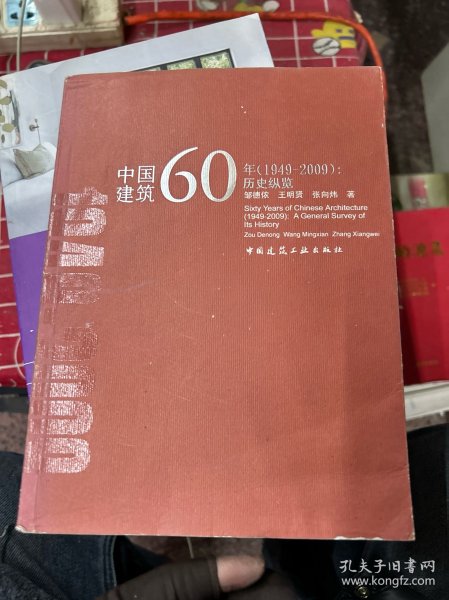 中国
建筑
60
年(1949-2009):
历史纵览
邹德侬 王明贤 张向炜 著
Sixty Years of Chinese Architecture
(1949-2009): A General Survey of
Its History
Zou Denong Wang Mingxian Zhang Xiangwei
中国建筑工业出版社
孔夫子旧书网
www.kongfz.com